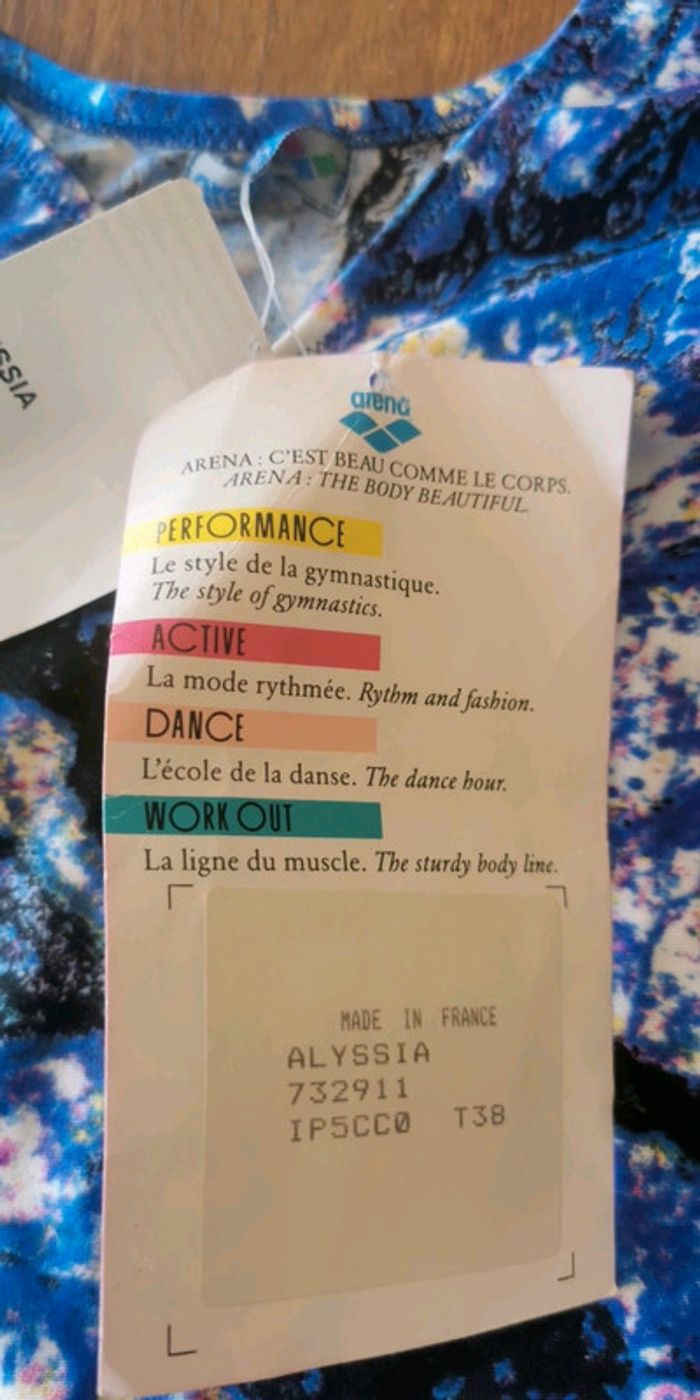 SSIA
arena
ARENA : C'EST BEAU COMME LE CORPS.
ARENA : THE BODY BEAUTIFUL.
PERFORMANCE
Le style de la gymnastique.
The style of gymnastics.
ACTIVE
La mode rythmée. Rythm and fashion.
DANCE
L'école de la danse. The dance hour.
WORK OUT
La ligne du muscle. The sturdy body line.
MADE IN FRANCE
ALYSSIA
732911
IP5CC0 T38